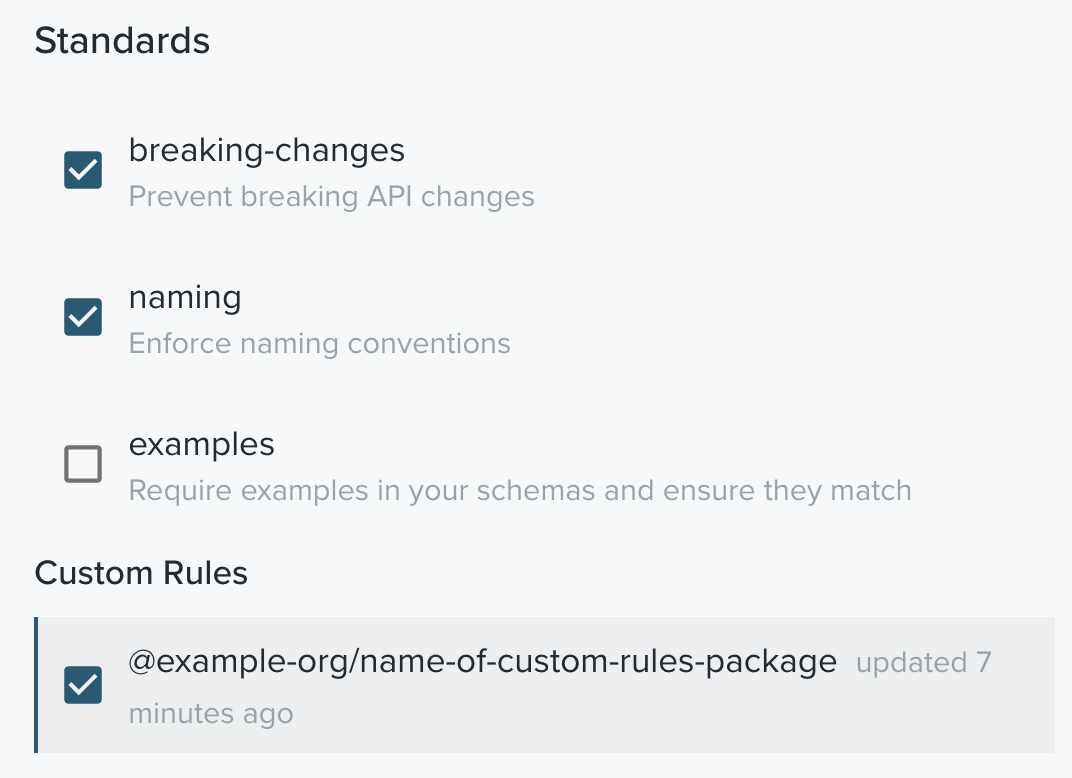 Standards
breaking-changes
Prevent breaking API changes
naming
Enforce naming conventions
examples
Require examples in your schemas and ensure they match
Custom Rules
@example-org/name-of-custom-rules-package updated 7
minutes ago